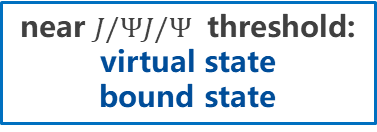 near J/ΨJ/Ψ threshold:
virtual state
bound state